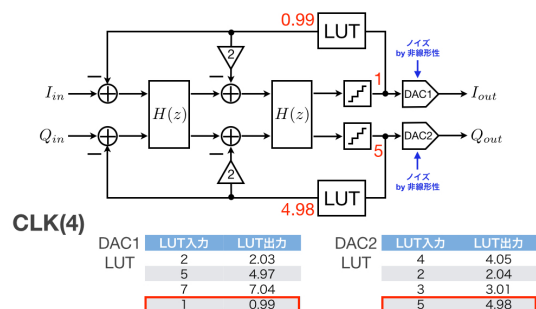 0.99
LUT
2
ノイズ
by 非線形性
1
I_in
H(z)
H(z)
DAC1
I_out
Q_in
DAC2
Q_out
5
2
ノイズ
by 非線形性
4.98
LUT
CLK(4)
DAC1
LUT
LUT入力 LUT出力
2 2.03
5 4.97
7 7.04
1 0.99
DAC2
LUT
LUT入力 LUT出力
4 4.05
2 2.04
3 3.01
5 4.98